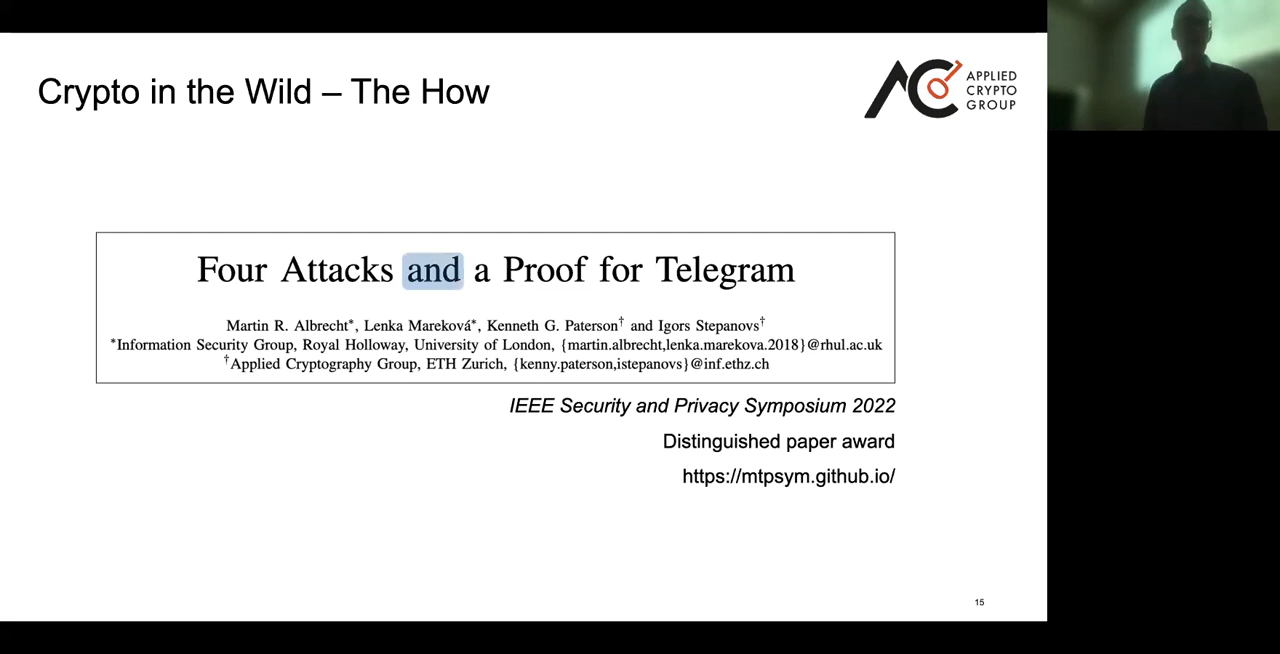 Crypto in the Wild – The How
APPLIED
CRYPTO
GROUP
Four Attacks and a Proof for Telegram
Martin R. Albrecht*, Lenka Mareková*, Kenneth G. Paterson† and Igors Stepanovs†
*Information Security Group, Royal Holloway, University of London, {martin.albrecht,lenka.marekova.2018}@rhul.ac.uk
†Applied Cryptography Group, ETH Zurich, {kenny.paterson,istepanovs}@inf.ethz.ch
IEEE Security and Privacy Symposium 2022
Distinguished paper award
https://mtpsym.github.io/
15